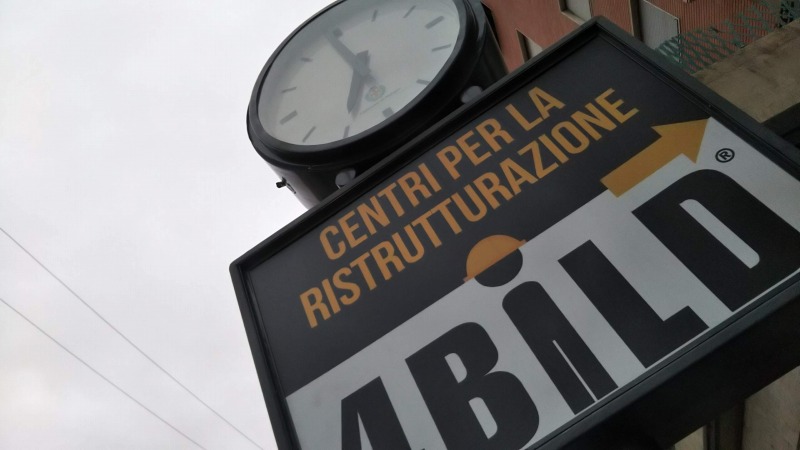 CENTRI PER LA
RISTRUTTURAZIONE
ABiLD®